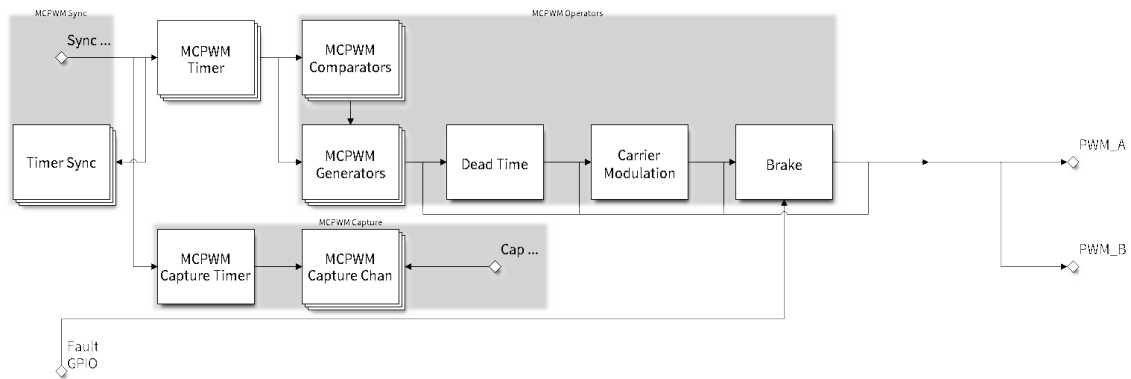 MCPWM Sync
MCPWM Operators
Sync ...
MCPWM
Timer
MCPWM
Comparators
Timer Sync
MCPWM
Generators
Dead Time
Carrier
Modulation
Brake
PWM_A
MCPWM Capture
MCPWM
Capture Timer
MCPWM
Capture Chan
Cap ...
PWM_B
Fault
GPIO